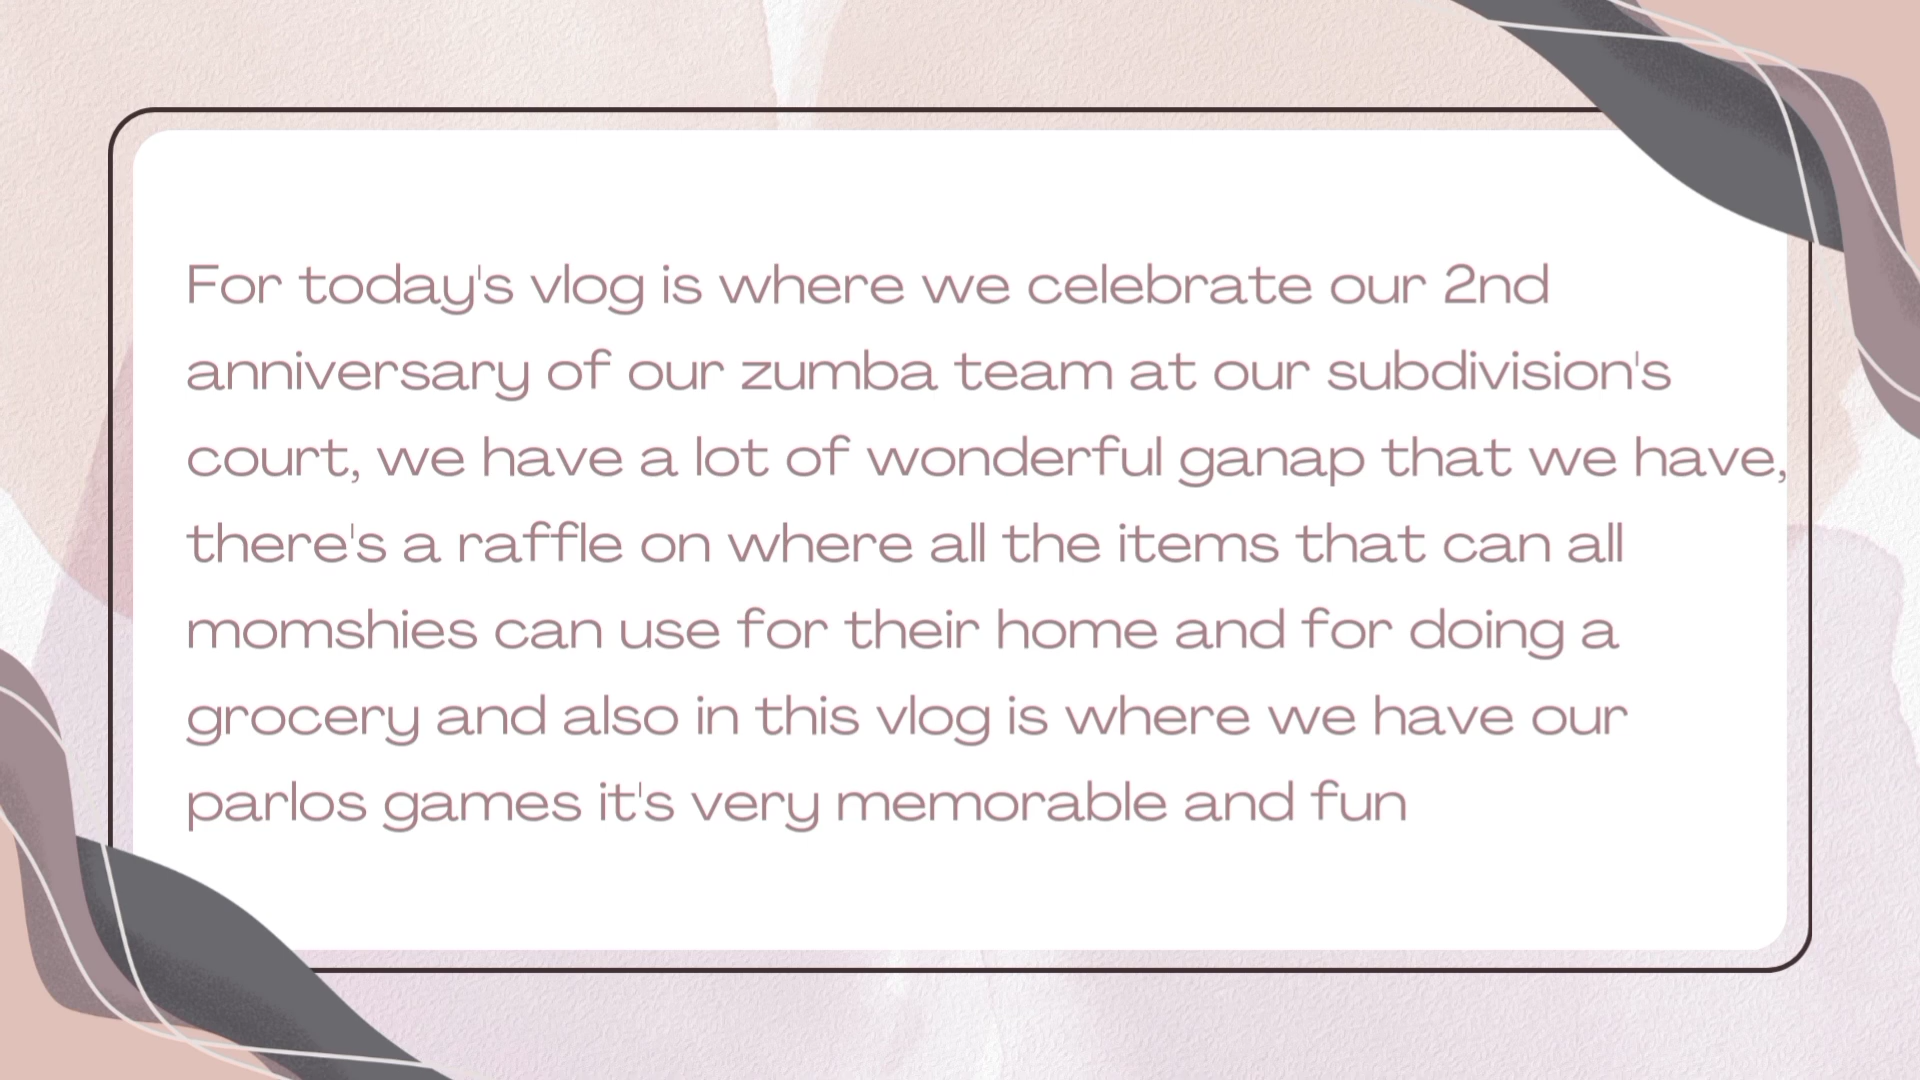 For today's vlog is where we celebrate our 2nd
anniversary of our zumba team at our subdivision's
court, we have a lot of wonderful ganap that we have,
there's a raffle on where all the items that can all
momshies can use for their home and for doing a
grocery and also in this vlog is where we have our
parlos games it's very memorable and fun